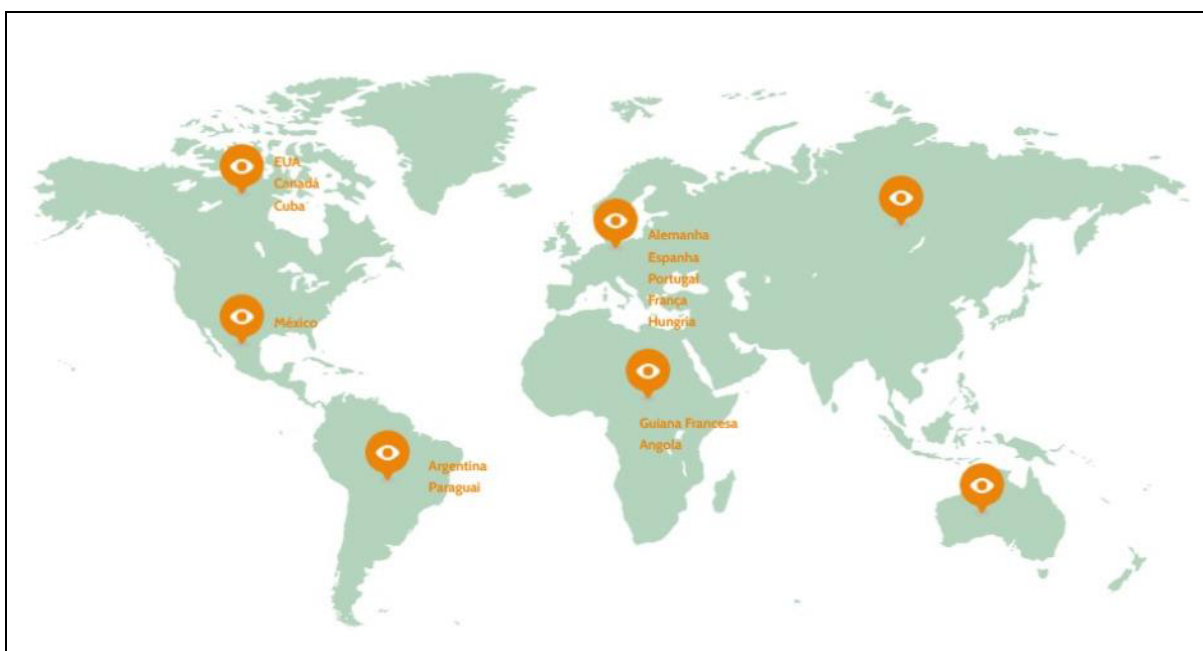 EUA
Canadá
Cuba
Alemanha
Espanha
Portugal
França
Hungria
México
Guiana Francesa
Angola
Argentina
Paraguai